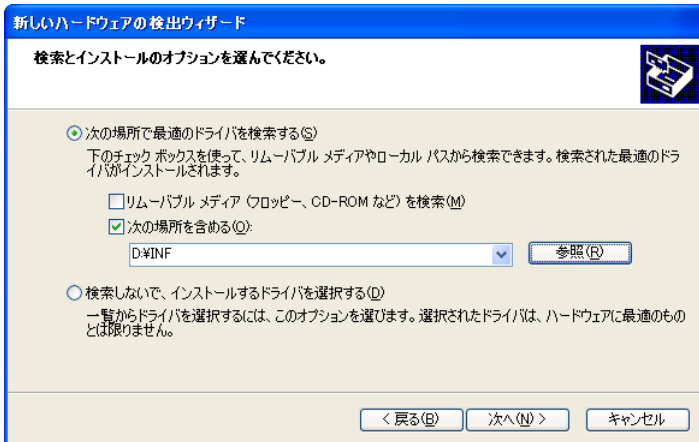 新しいハードウェアの検出ウィザード
検索とインストールのオプションを選んでください。
次の場所で最適のドライバを検索する(S)
下のチェック ボックスを使って、リムーバブル メディアやローカル パスから検索できます。検索された最適のドラ
イバがインストールされます。
リムーバブル メディア (フロッピー、CD-ROM など) を検索(M)
次の場所を含める(O):
D:¥INF
参照(R)
検索しないで、インストールするドライバを選択する(D)
一覧からドライバを選択するには、このオプションを選びます。選択されたドライバは、ハードウェアに最適のもの
とは限りません。
< 戻る(B)
次へ(N) >
キャンセル